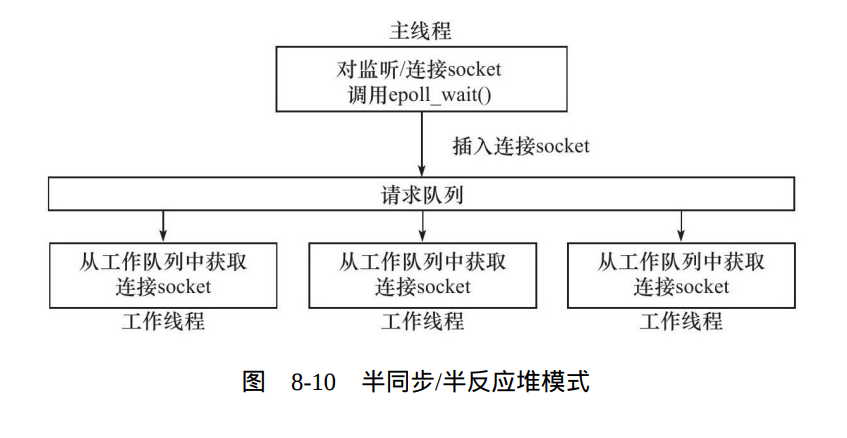 主线程
对监听/连接socket
调用epoll_wait()
插入连接socket
请求队列
从工作队列中获取
连接socket
工作线程
从工作队列中获取
连接socket
工作线程
从工作队列中获取
连接socket
工作线程
图 8-10 半同步/半反应堆模式